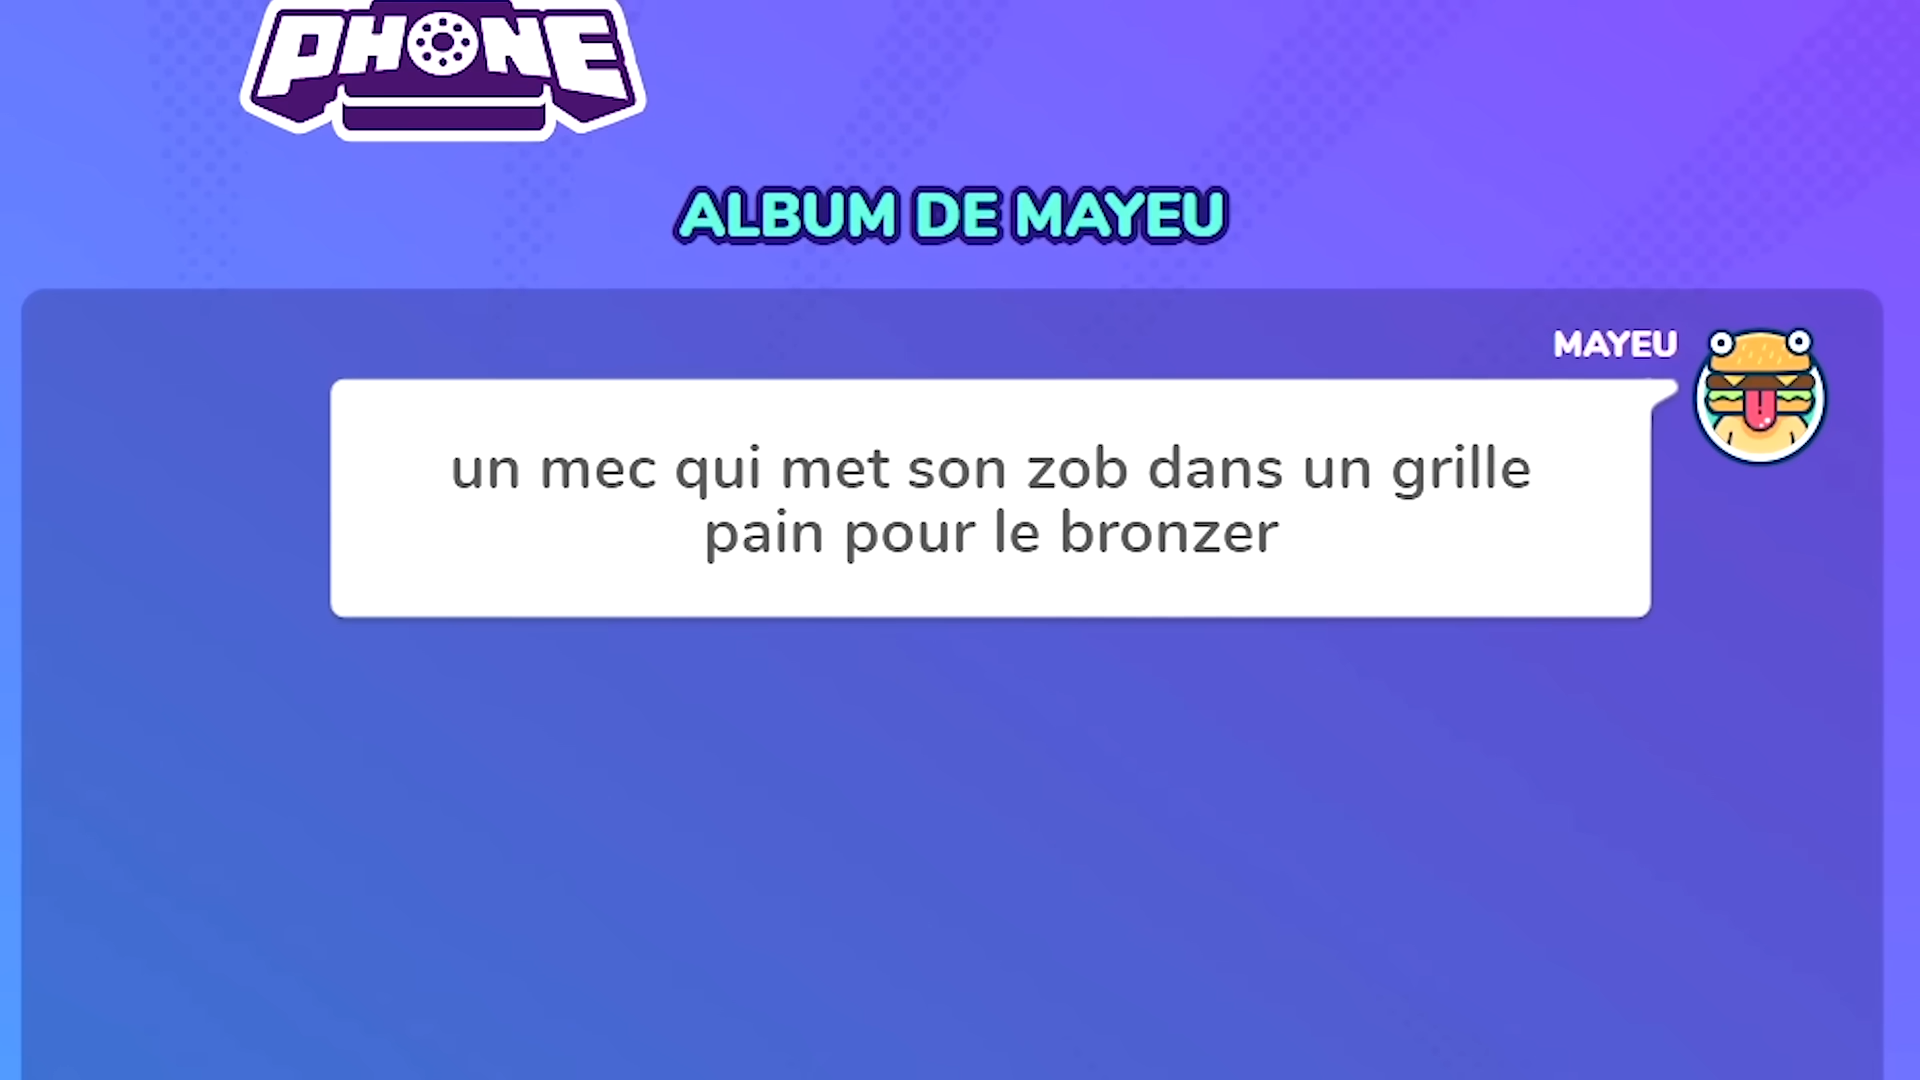 PHONE
ALBUM DE MAYEU
MAYEU
un mec qui met son zob dans un grille
pain pour le bronzer